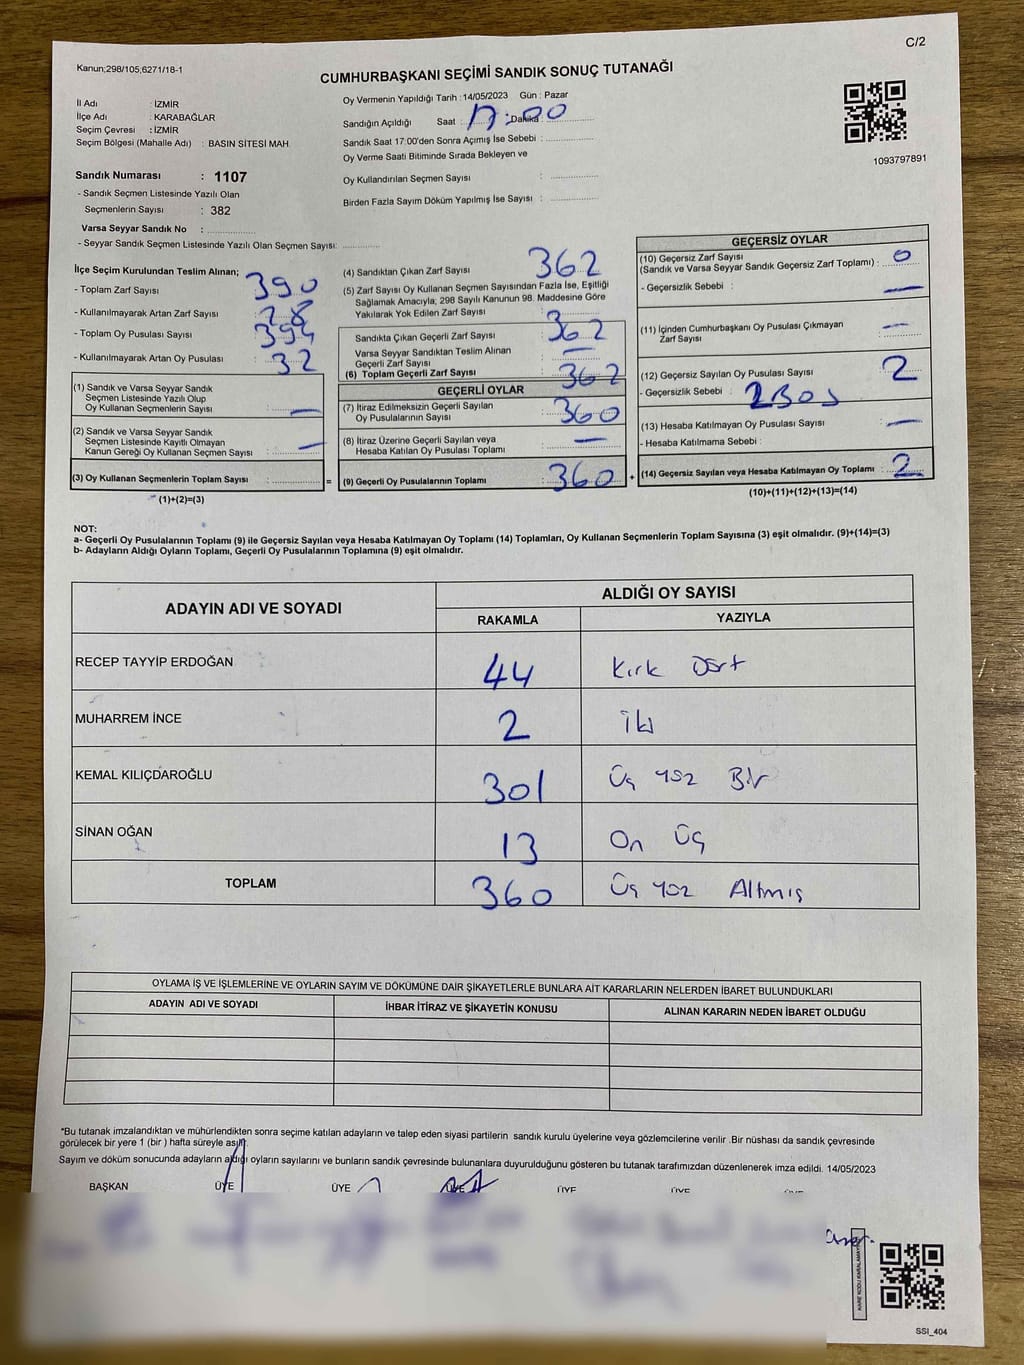 C/2
Kanun;298/105,6271/18-1
CUMHURBAŞKANI SEÇİMİ SANDIK SONUÇ TUTANAĞI
İl Adı : İZMİR
İlçe Adı : KARABAĞLAR
Seçim Çevresi : İZMİR
Seçim Bölgesi (Mahalle Adı) : BASIN SİTESİ MAH.
Sandık Numarası : 1107
- Sandık Seçmen Listesinde Yazılı Olan
Seçmenlerin Sayısı : 382
Varsa Seyyar Sandık No :
- Seyyar Sandık Seçmen Listesinde Yazılı Olan Seçmen Sayısı:
Oy Vermenin Yapıldığı Tarih :14/05/2023 Gün : Pazar
Sandığın Açıldığı Saat : 17:00 Dakika :
Sandık Saat 17:00'den Sonra Açımış İse Sebebi :
Oy Verme Saati Bitiminde Sırada Bekleyen ve
Oy Kullandırılan Seçmen Sayısı :
Birden Fazla Sayım Döküm Yapılmış İse Sayısı :
1093797891
İlçe Seçim Kurulundan Teslim Alınan;
- Toplam Zarf Sayısı : 390
- Kullanılmayarak Artan Zarf Sayısı : 28
- Toplam Oy Pusulası Sayısı : 394
- Kullanılmayarak Artan Oy Pusulası : 32
(1) Sandık ve Varsa Seyyar Sandık
Seçmen Listesinde Yazılı Olup
Oy Kullanan Seçmenlerin Sayısı : —
(2) Sandık ve Varsa Seyyar Sandık
Seçmen Listesinde Kayıtlı Olmayan
Kanun Gereği Oy Kullanan Seçmen Sayısı : —
(3) Oy Kullanan Seçmenlerin Toplam Sayısı : =
(1)+(2)=(3)
(4) Sandıktan Çıkan Zarf Sayısı : 362
(5) Zarf Sayısı Oy Kullanan Seçmen Sayısından Fazla İse, Eşitliği
Sağlamak Amacıyla; 298 Sayılı Kanunun 98. Maddesine Göre
Yakılarak Yok Edilen Zarf Sayısı :
Sandıkta Çıkan Geçerli Zarf Sayısı : 362
Varsa Seyyar Sandıktan Teslim Alınan
Geçerli Zarf Sayısı : —
(6) Toplam Geçerli Zarf Sayısı : 362
GEÇERLİ OYLAR
(7) İtiraz Edilmeksizin Geçerli Sayılan
Oy Pusulalarının Sayısı : 360
(8) İtiraz Üzerine Geçerli Sayılan veya
Hesaba Katılan Oy Pusulası Toplamı : —
(9) Geçerli Oy Pusulalarının Toplamı : 360 +
GEÇERSİZ OYLAR
(10) Geçersiz Zarf Sayısı
(Sandık ve Varsa Seyyar Sandık Geçersiz Zarf Toplamı) : 0
- Geçersizlik Sebebi : —
(11) İçinden Cumhurbaşkanı Oy Pusulası Çıkmayan
Zarf Sayısı : —
(12) Geçersiz Sayılan Oy Pusulası Sayısı : 2
- Geçersizlik Sebebi :
(13) Hesaba Katılmayan Oy Pusulası Sayısı : —
- Hesaba Katılmama Sebebi :
(14) Geçersiz Sayılan veya Hesaba Katılmayan Oy Toplamı : 2
(10)+(11)+(12)+(13)=(14)
NOT:
a- Geçerli Oy Pusulalarının Toplamı (9) ile Geçersiz Sayılan veya Hesaba Katılmayan Oy Toplamı (14) Toplamları, Oy Kullanan Seçmenlerin Toplam Sayısına (3) eşit olmalıdır. (9)+(14)=(3)
b- Adayların Aldığı Oyların Toplamı, Geçerli Oy Pusulalarının Toplamına (9) eşit olmalıdır.
ADAYIN ADI VE SOYADI
ALDIĞI OY SAYISI
RAKAMLA YAZIYLA
RECEP TAYYİP ERDOĞAN 44 Kırk Dört
MUHARREM İNCE 2 İki
KEMAL KILIÇDAROĞLU 301 Üç yüz Bir
SİNAN OĞAN 13 On Üç
TOPLAM 360 Üç yüz Altmış
OYLAMA İŞ VE İŞLEMLERİNE VE OYLARIN SAYIM VE DÖKÜMÜNE DAİR ŞİKAYETLERLE BUNLARA AİT KARARLARIN NELERDEN İBARET BULUNDUKLARI
ADAYIN ADI VE SOYADI İHBAR İTİRAZ VE ŞİKAYETİN KONUSU ALINAN KARARIN NEDEN İBARET OLDUĞU
*Bu tutanak imzalandıktan ve mühürlendikten sonra seçime katılan adayların ve talep eden siyasi partilerin sandık kurulu üyelerine veya gözlemcilerine verilir .Bir nüshası da sandık çevresinde
görülecek bir yere 1 (bir ) hafta süreyle asılır.
Sayım ve döküm sonucunda adayların aldığı oyların sayılarını ve bunların sandık çevresinde bulunanlara duyurulduğunu gösteren bu tutanak tarafımızdan düzenlenerek imza edildi. 14/05/2023
BAŞKAN ÜYE ÜYE ÜYE ÜYE ÜYE ÜYE
KARE KODU KARALAMAYIN
SSI_404